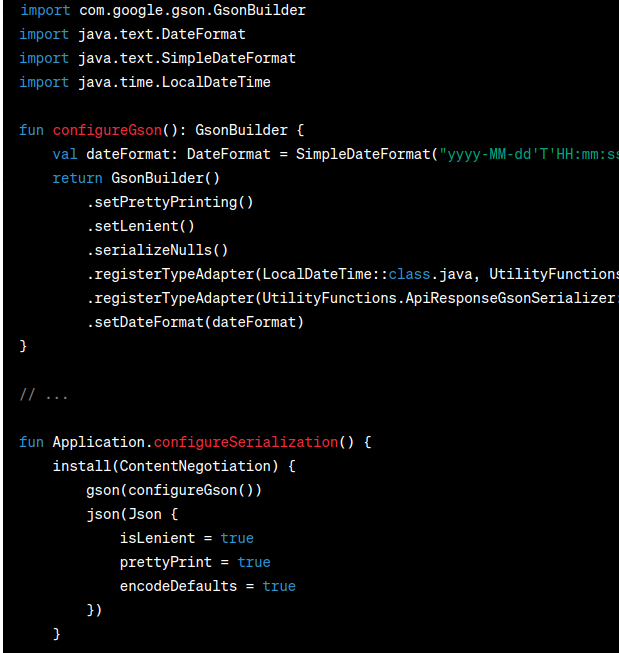 import com.google.gson.GsonBuilder
import java.text.DateFormat
import java.text.SimpleDateFormat
import java.time.LocalDateTime
fun configureGson(): GsonBuilder {
    val dateFormat: DateFormat = SimpleDateFormat("yyyy-MM-dd'T'HH:mm:ss
    return GsonBuilder()
        .setPrettyPrinting()
        .setLenient()
        .serializeNulls()
        .registerTypeAdapter(LocalDateTime::class.java, UtilityFunctions
        .registerTypeAdapter(UtilityFunctions.ApiResponseGsonSerializer:
        .setDateFormat(dateFormat)
}
// ...
fun Application.configureSerialization() {
    install(ContentNegotiation) {
        gson(configureGson())
        json(Json {
            isLenient = true
            prettyPrint = true
            encodeDefaults = true
        })
    }